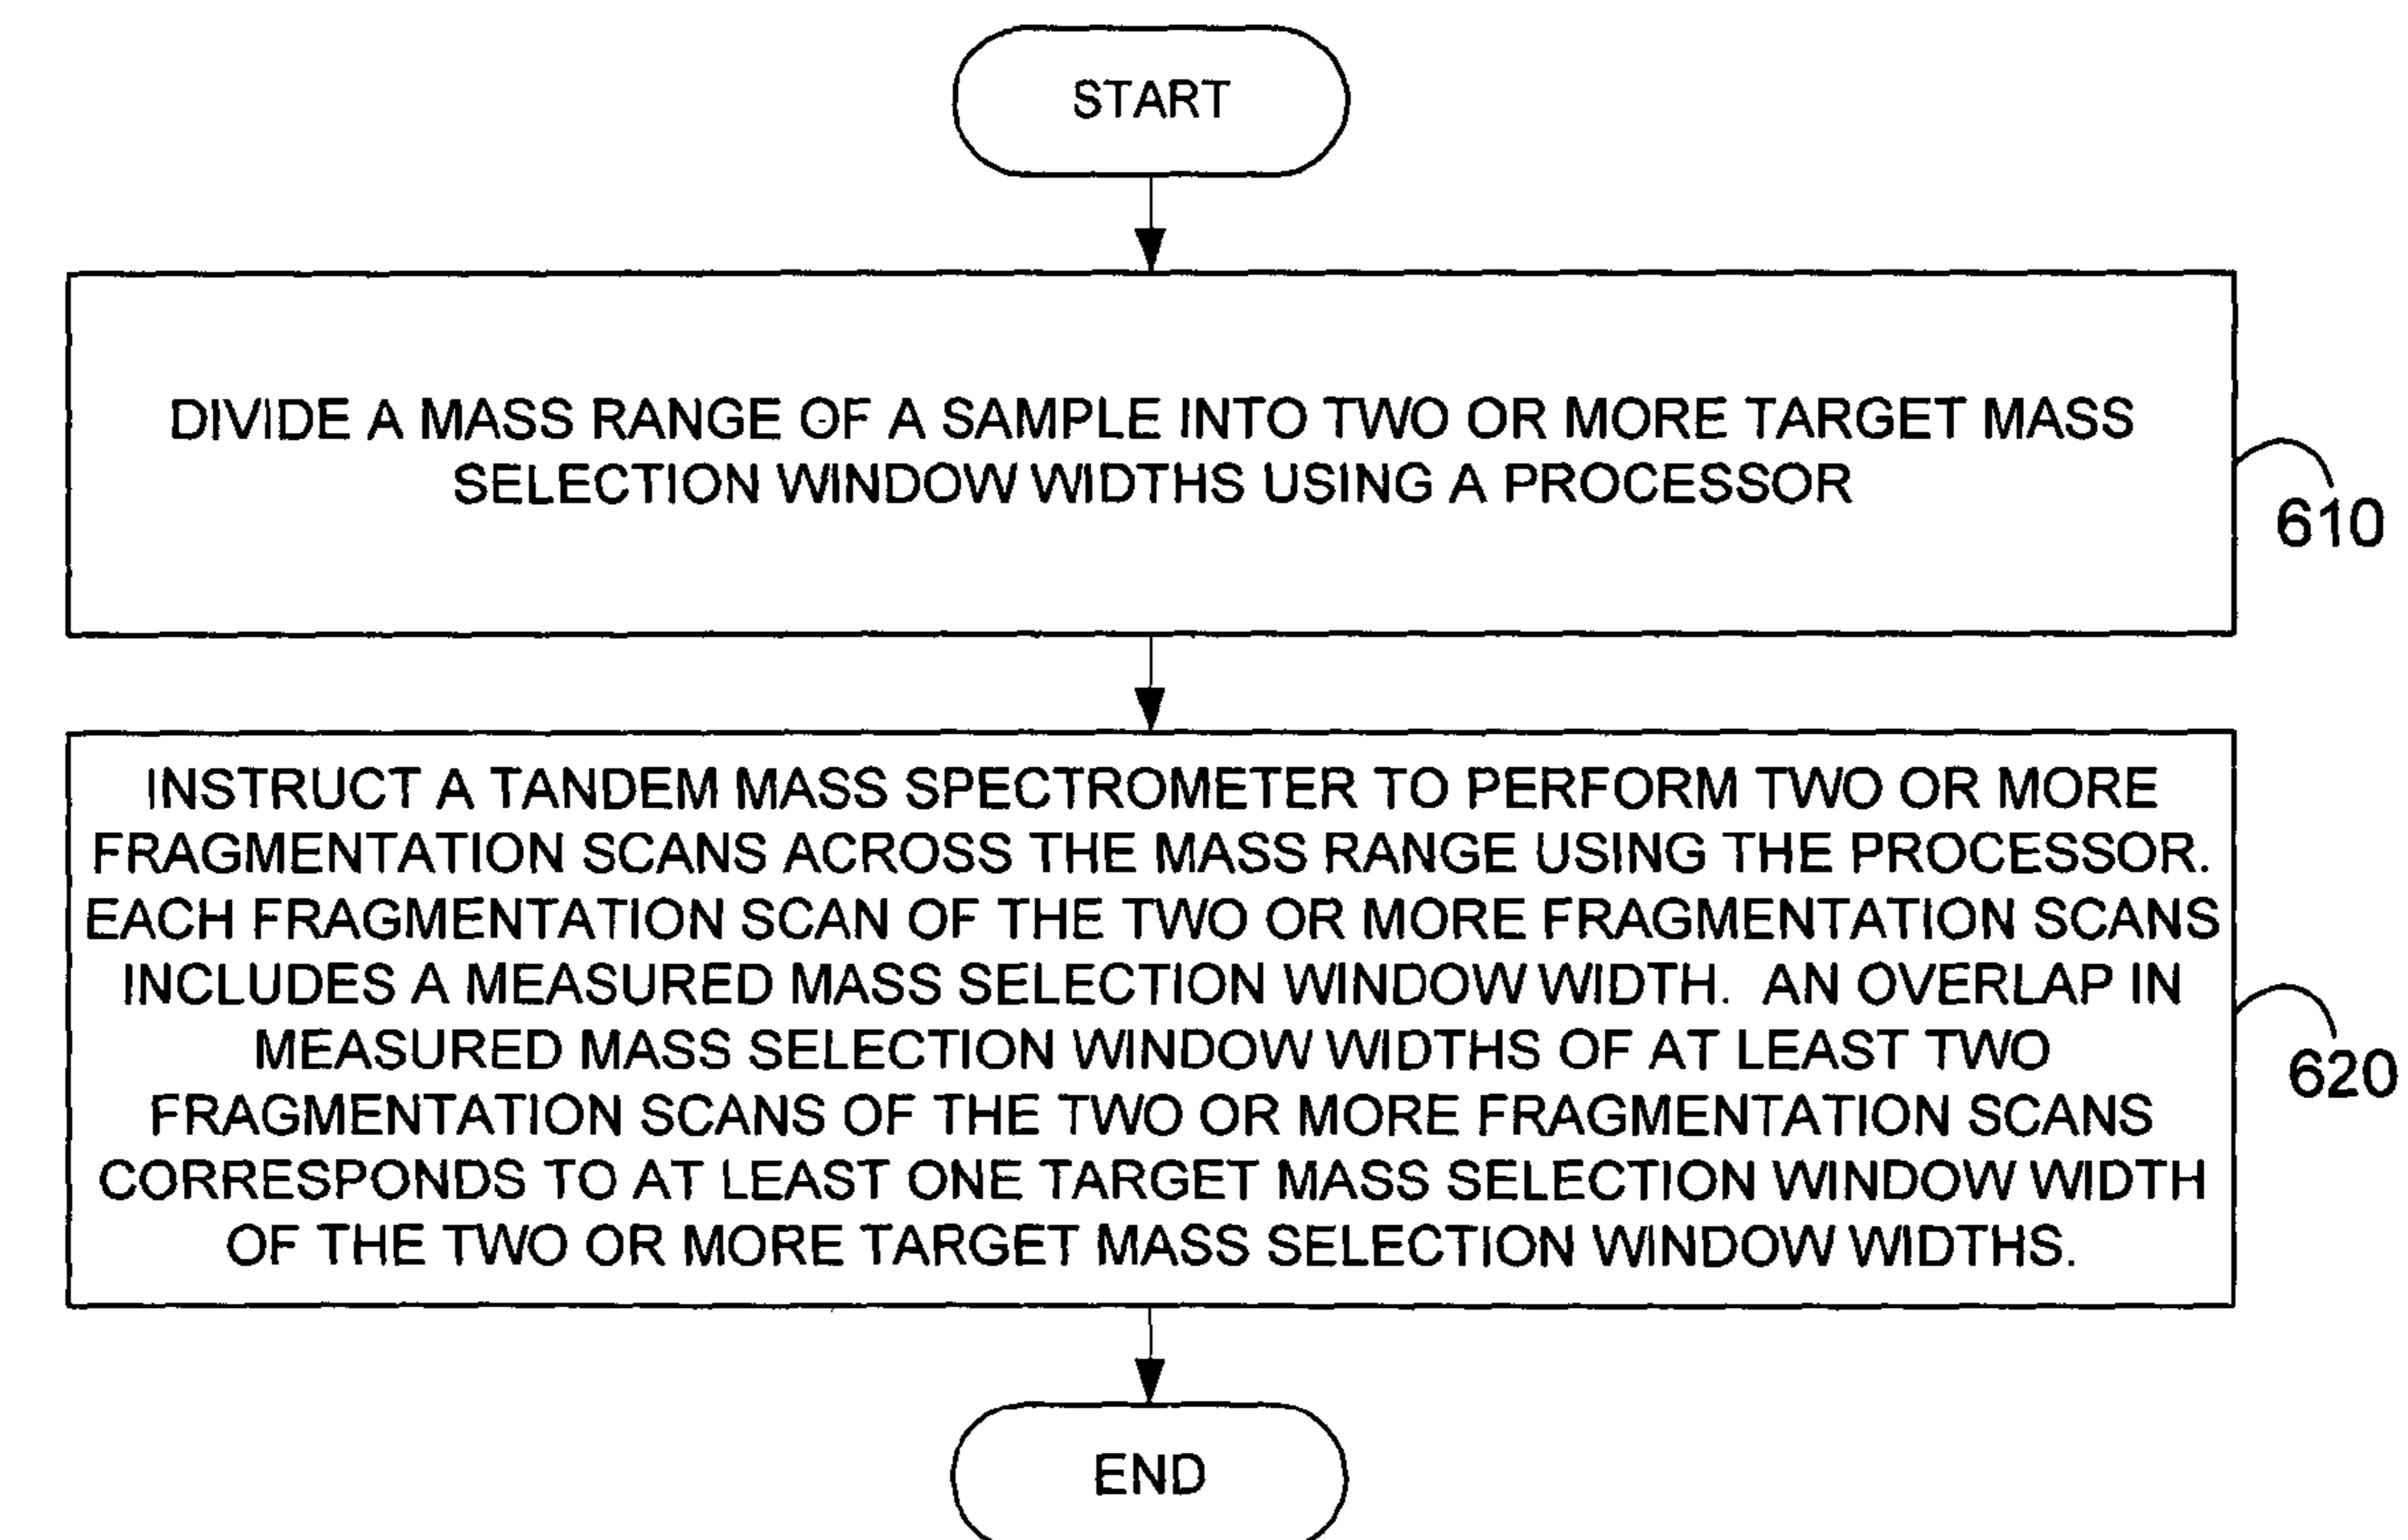 START
DIVIDE A MASS RANGE OF A SAMPLE INTO TWO OR MORE TARGET MASS
SELECTION WINDOW WIDTHS USING A PROCESSOR
610
INSTRUCT A TANDEM MASS SPECTROMETER TO PERFORM TWO OR MORE
FRAGMENTATION SCANS ACROSS THE MASS RANGE USING THE PROCESSOR.
EACH FRAGMENTATION SCAN OF THE TWO OR MORE FRAGMENTATION SCANS
INCLUDES A MEASURED MASS SELECTION WINDOW WIDTH. AN OVERLAP IN
MEASURED MASS SELECTION WINDOW WIDTHS OF AT LEAST TWO
FRAGMENTATION SCANS OF THE TWO OR MORE FRAGMENTATION SCANS
CORRESPONDS TO AT LEAST ONE TARGET MASS SELECTION WINDOW WIDTH
OF THE TWO OR MORE TARGET MASS SELECTION WINDOW WIDTHS.
620
END